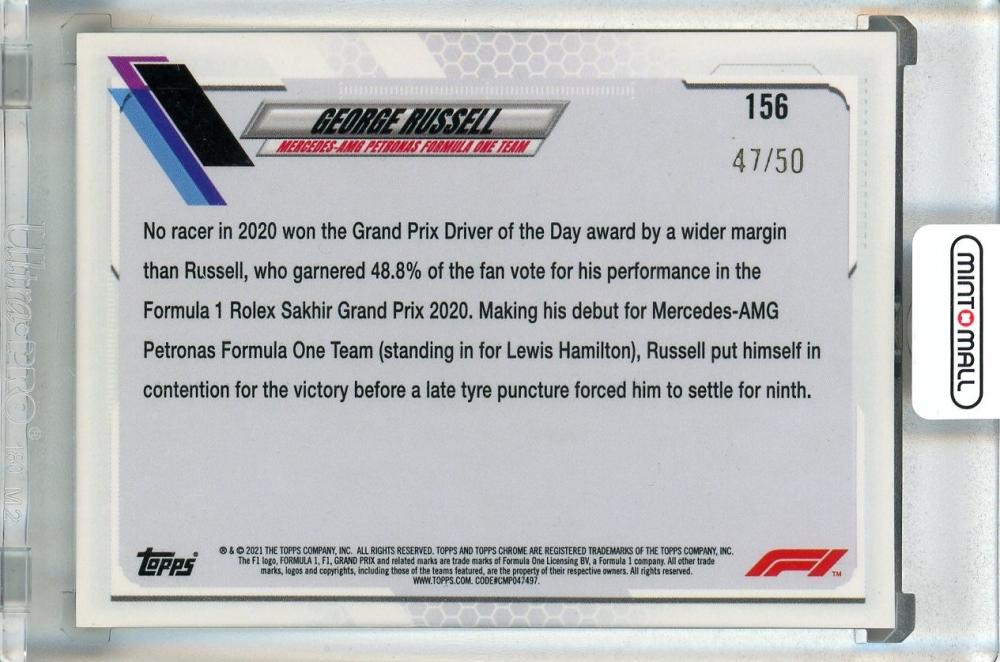 GEORGE RUSSELL
MERCEDES-AMG PETRONAS FORMULA ONE TEAM
156
47/50
No racer in 2020 won the Grand Prix Driver of the Day award by a wider margin
than Russell, who garnered 48.8% of the fan vote for his performance in the
Formula 1 Rolex Sakhir Grand Prix 2020. Making his debut for Mercedes-AMG
Petronas Formula One Team (standing in for Lewis Hamilton), Russell put himself in
contention for the victory before a late tyre puncture forced him to settle for ninth.
Topps
® & © 2021 THE TOPPS COMPANY, INC. ALL RIGHTS RESERVED. TOPPS AND TOPPS CHROME ARE REGISTERED TRADEMARKS OF THE TOPPS COMPANY, INC.
The F1 logo, FORMULA 1, F1, GRAND PRIX and related marks are trade marks of Formula One Licensing BV, a Formula 1 company. All other trade
marks, logos and copyrights, including those of the teams featured, are the property of their respective owners. All rights reserved.
WWW.TOPPS.COM. CODE#CMP047497.
F1 TM
MINT MALL
Ultra PRO® 180 M2